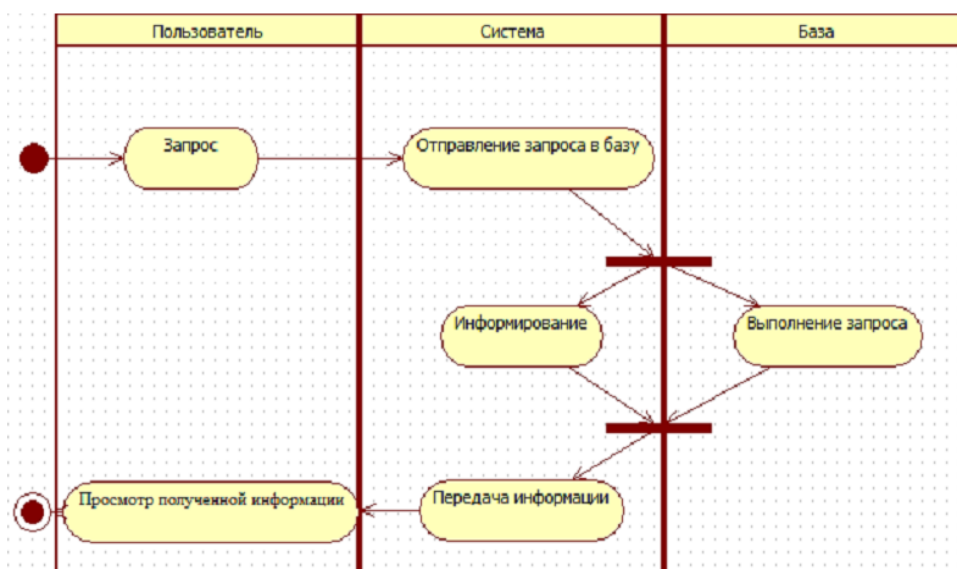 Пользователь
Система
База
Запрос
Отправление запроса в базу
Информирование
Выполнение запроса
Просмотр полученной информации
Передача информации